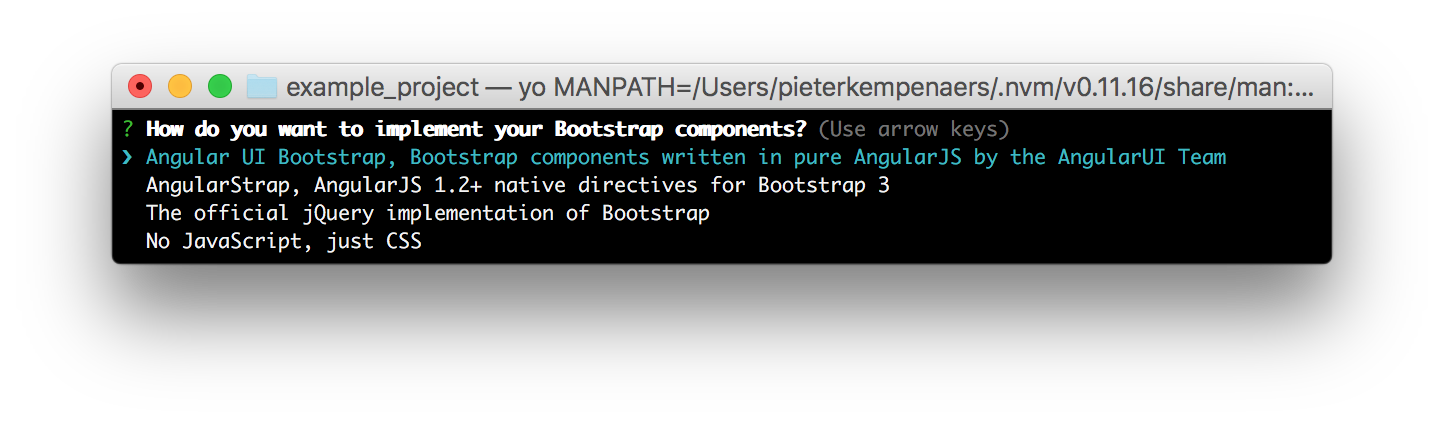 example_project — yo MANPATH=/Users/pieterkempenaers/.nvm/v0.11.16/share/man:...
? How do you want to implement your Bootstrap components? (Use arrow keys)
❯ Angular UI Bootstrap, Bootstrap components written in pure AngularJS by the AngularUI Team
AngularStrap, AngularJS 1.2+ native directives for Bootstrap 3
The official jQuery implementation of Bootstrap
No JavaScript, just CSS